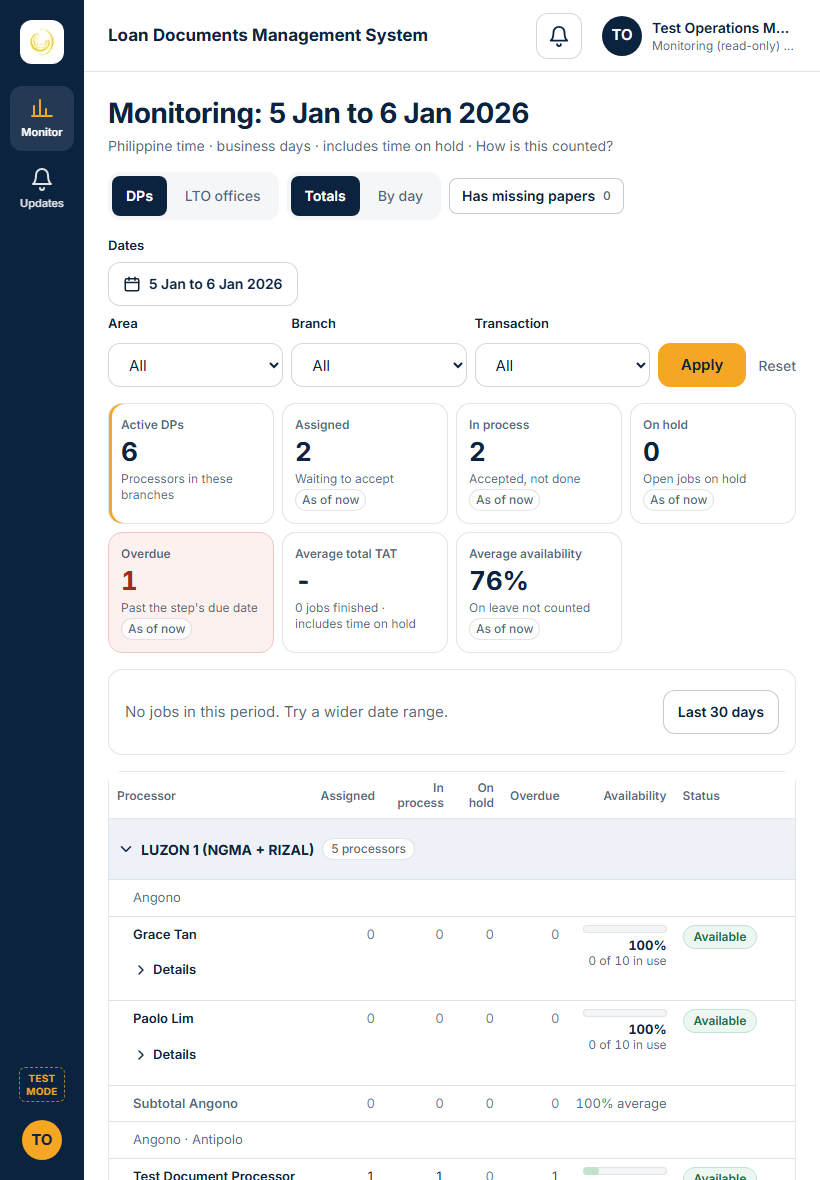 Loan Documents Management System
TO
Test Operations M...
Monitoring (read-only) ...
Monitor
Updates
Monitoring: 5 Jan to 6 Jan 2026
Philippine time · business days · includes time on hold · How is this counted?
DPs
LTO offices
Totals
By day
Has missing papers 0
Dates
5 Jan to 6 Jan 2026
Area
Branch
Transaction
All
All
All
Apply
Reset
Active DPs
6
Processors in these
branches
Assigned
2
Waiting to accept
As of now
In process
2
Accepted, not done
As of now
On hold
0
Open jobs on hold
As of now
Overdue
1
Past the step's due date
As of now
Average total TAT
-
0 jobs finished ·
includes time on hold
Average availability
76%
On leave not counted
As of now
No jobs in this period. Try a wider date range.
Last 30 days
Processor Assigned In process On hold Overdue Availability Status
LUZON 1 (NGMA + RIZAL) 5 processors
Angono
Grace Tan 0 0 0 0 100% Available
0 of 10 in use
Details
Paolo Lim 0 0 0 0 100% Available
0 of 10 in use
Details
Subtotal Angono 0 0 0 0 100% average
Angono · Antipolo
Test Document Processor 1 1 0 1 Available
TEST
MODE
TO